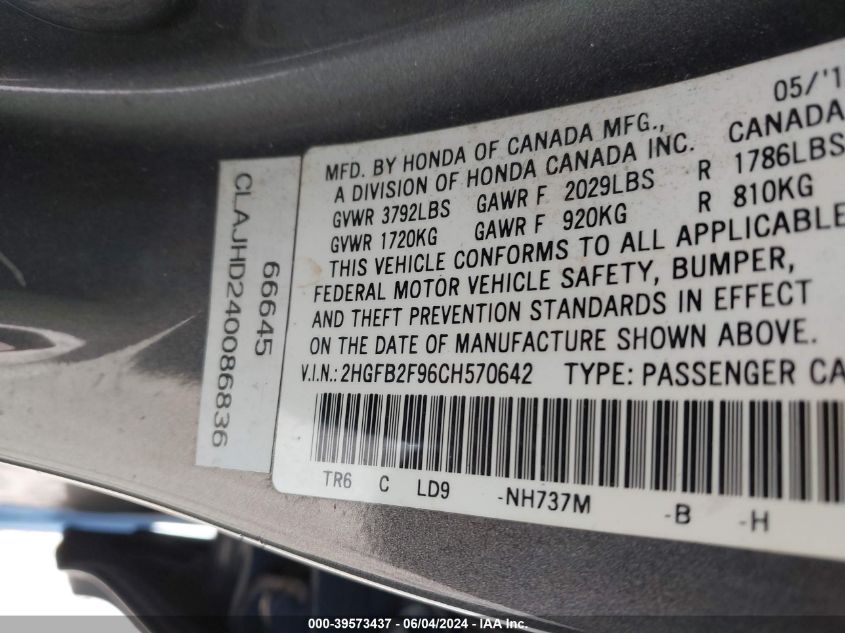 05/'1
MFD. BY HONDA OF CANADA MFG.,
A DIVISION OF HONDA CANADA INC. CANADA
GVWR 3792LBS GAWR F 2029LBS R 1786LBS
GVWR 1720KG GAWR F 920KG R 810KG
THIS VEHICLE CONFORMS TO ALL APPLICABLE
FEDERAL MOTOR VEHICLE SAFETY, BUMPER,
AND THEFT PREVENTION STANDARDS IN EFFECT
ON THE DATE OF MANUFACTURE SHOWN ABOVE.
V.I.N.: 2HGFB2F96CH570642 TYPE: PASSENGER CA
TR6 C LD9 -NH737M -B -H
66645
CLAJHD240086836
000-39573437 - 06/04/2024 - IAA Inc.